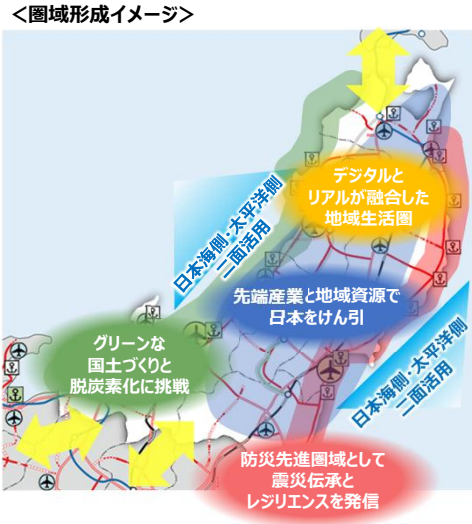 ＜圏域形成イメージ＞
デジタルと
リアルが融合した
地域生活圏
日本海側･太平洋側
二面活用
先端産業と地域資源で
日本をけん引
グリーンな
国土づくりと
脱炭素化に挑戦
日本海側･太平洋側
二面活用
防災先進圏域として
震災伝承と
レジリエンスを発信